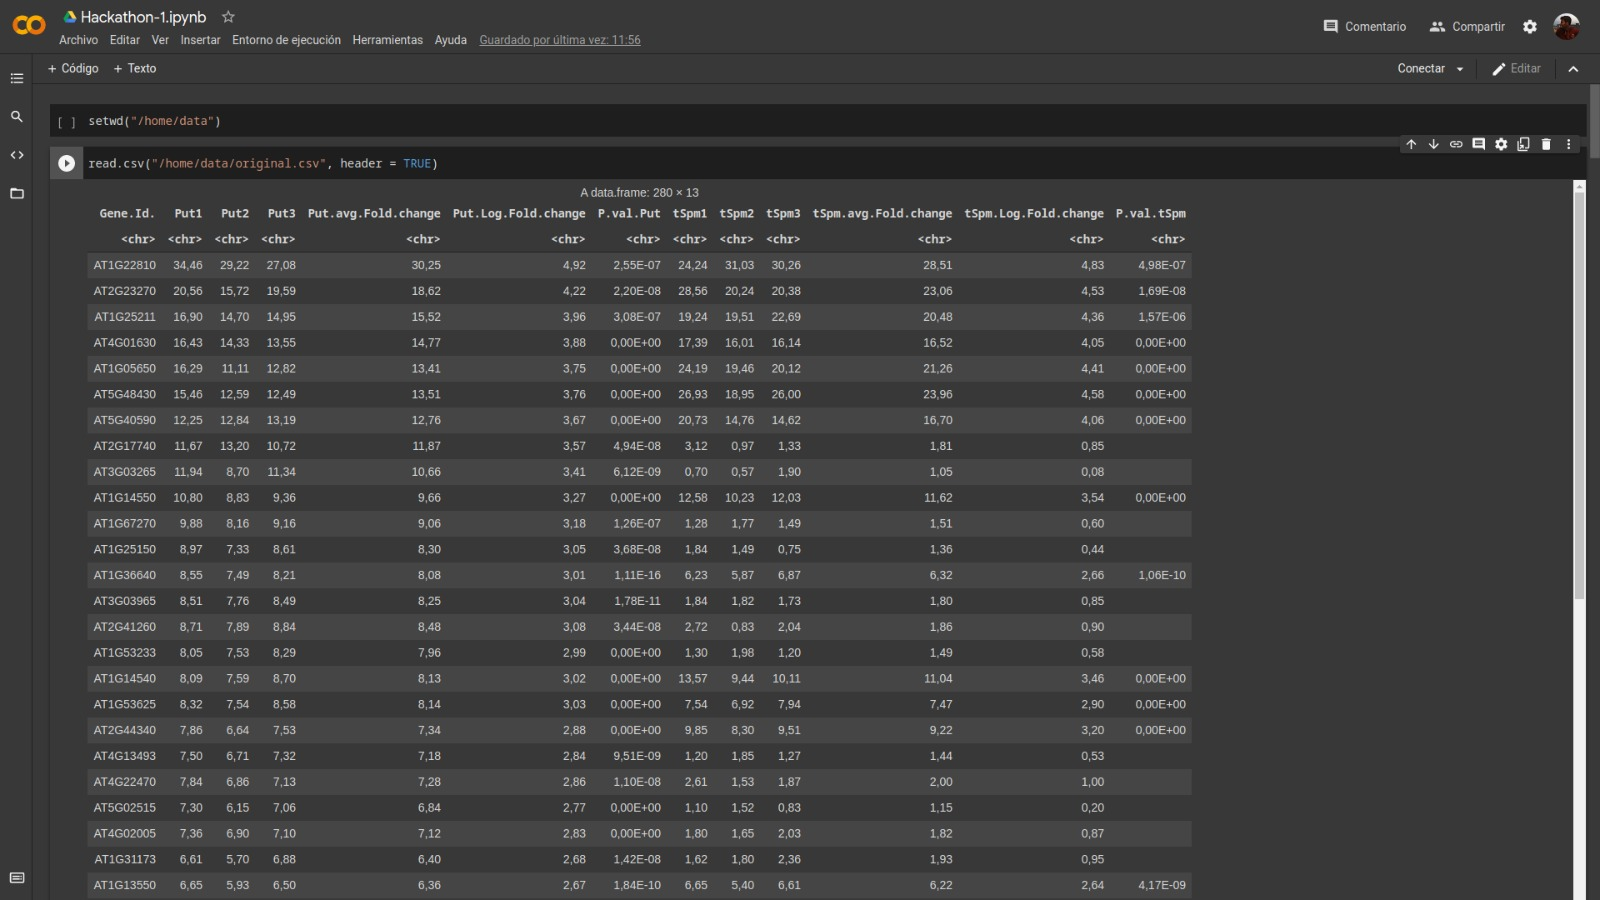 Hackathon-1.ipynb
Archivo Editar Ver Insertar Entorno de ejecución Herramientas Ayuda Guardado por última vez: 11:56
Comentario Compartir
+ Código + Texto
Conectar Editar
[ ] setwd("/home/data")
read.csv("/home/data/original.csv", header = TRUE)
A data.frame: 280 × 13
Gene.Id. Put1 Put2 Put3 Put.avg.Fold.change Put.Log.Fold.change P.val.Put tSpm1 tSpm2 tSpm3 tSpm.avg.Fold.change tSpm.Log.Fold.change P.val.tSpm
<chr> <chr> <chr> <chr> <chr> <chr> <chr> <chr> <chr> <chr> <chr> <chr> <chr>
AT1G22810 34,46 29,22 27,08 30,25 4,92 2,55E-07 24,24 31,03 30,26 28,51 4,83 4,98E-07
AT2G23270 20,56 15,72 19,59 18,62 4,22 2,20E-08 28,56 20,24 20,38 23,06 4,53 1,69E-08
AT1G25211 16,90 14,70 14,95 15,52 3,96 3,08E-07 19,24 19,51 22,69 20,48 4,36 1,57E-06
AT4G01630 16,43 14,33 13,55 14,77 3,88 0,00E+00 17,39 16,01 16,14 16,52 4,05 0,00E+00
AT1G05650 16,29 11,11 12,82 13,41 3,75 0,00E+00 24,19 19,46 20,12 21,26 4,41 0,00E+00
AT5G48430 15,46 12,59 12,49 13,51 3,76 0,00E+00 26,93 18,95 26,00 23,96 4,58 0,00E+00
AT5G40590 12,25 12,84 13,19 12,76 3,67 0,00E+00 20,73 14,76 14,62 16,70 4,06 0,00E+00
AT2G17740 11,67 13,20 10,72 11,87 3,57 4,94E-08 3,12 0,97 1,33 1,81 0,85
AT3G03265 11,94 8,70 11,34 10,66 3,41 6,12E-09 0,70 0,57 1,90 1,05 0,08
AT1G14550 10,80 8,83 9,36 9,66 3,27 0,00E+00 12,58 10,23 12,03 11,62 3,54 0,00E+00
AT1G67270 9,88 8,16 9,16 9,06 3,18 1,26E-07 1,28 1,77 1,49 1,51 0,60
AT1G25150 8,97 7,33 8,61 8,30 3,05 3,68E-08 1,84 1,49 0,75 1,36 0,44
AT1G36640 8,55 7,49 8,21 8,08 3,01 1,11E-16 6,23 5,87 6,87 6,32 2,66 1,06E-10
AT3G03965 8,51 7,76 8,49 8,25 3,04 1,78E-11 1,84 1,82 1,73 1,80 0,85
AT2G41260 8,71 7,89 8,84 8,48 3,08 3,44E-08 2,72 0,83 2,04 1,86 0,90
AT1G53233 8,05 7,53 8,29 7,96 2,99 0,00E+00 1,30 1,98 1,20 1,49 0,58
AT1G14540 8,09 7,59 8,70 8,13 3,02 0,00E+00 13,57 9,44 10,11 11,04 3,46 0,00E+00
AT1G53625 8,32 7,54 8,58 8,14 3,03 0,00E+00 7,54 6,92 7,94 7,47 2,90 0,00E+00
AT2G44340 7,86 6,64 7,53 7,34 2,88 0,00E+00 9,85 8,30 9,51 9,22 3,20 0,00E+00
AT4G13493 7,50 6,71 7,32 7,18 2,84 9,51E-09 1,20 1,85 1,27 1,44 0,53
AT4G22470 7,84 6,86 7,13 7,28 2,86 1,10E-08 2,61 1,53 1,87 2,00 1,00
AT5G02515 7,30 6,15 7,06 6,84 2,77 0,00E+00 1,10 1,52 0,83 1,15 0,20
AT4G02005 7,36 6,90 7,10 7,12 2,83 0,00E+00 1,80 1,65 2,03 1,82 0,87
AT1G31173 6,61 5,70 6,88 6,40 2,68 1,42E-08 1,62 1,80 2,36 1,93 0,95
AT1G13550 6,65 5,93 6,50 6,36 2,67 1,84E-10 6,65 5,40 6,61 6,22 2,64 4,17E-09